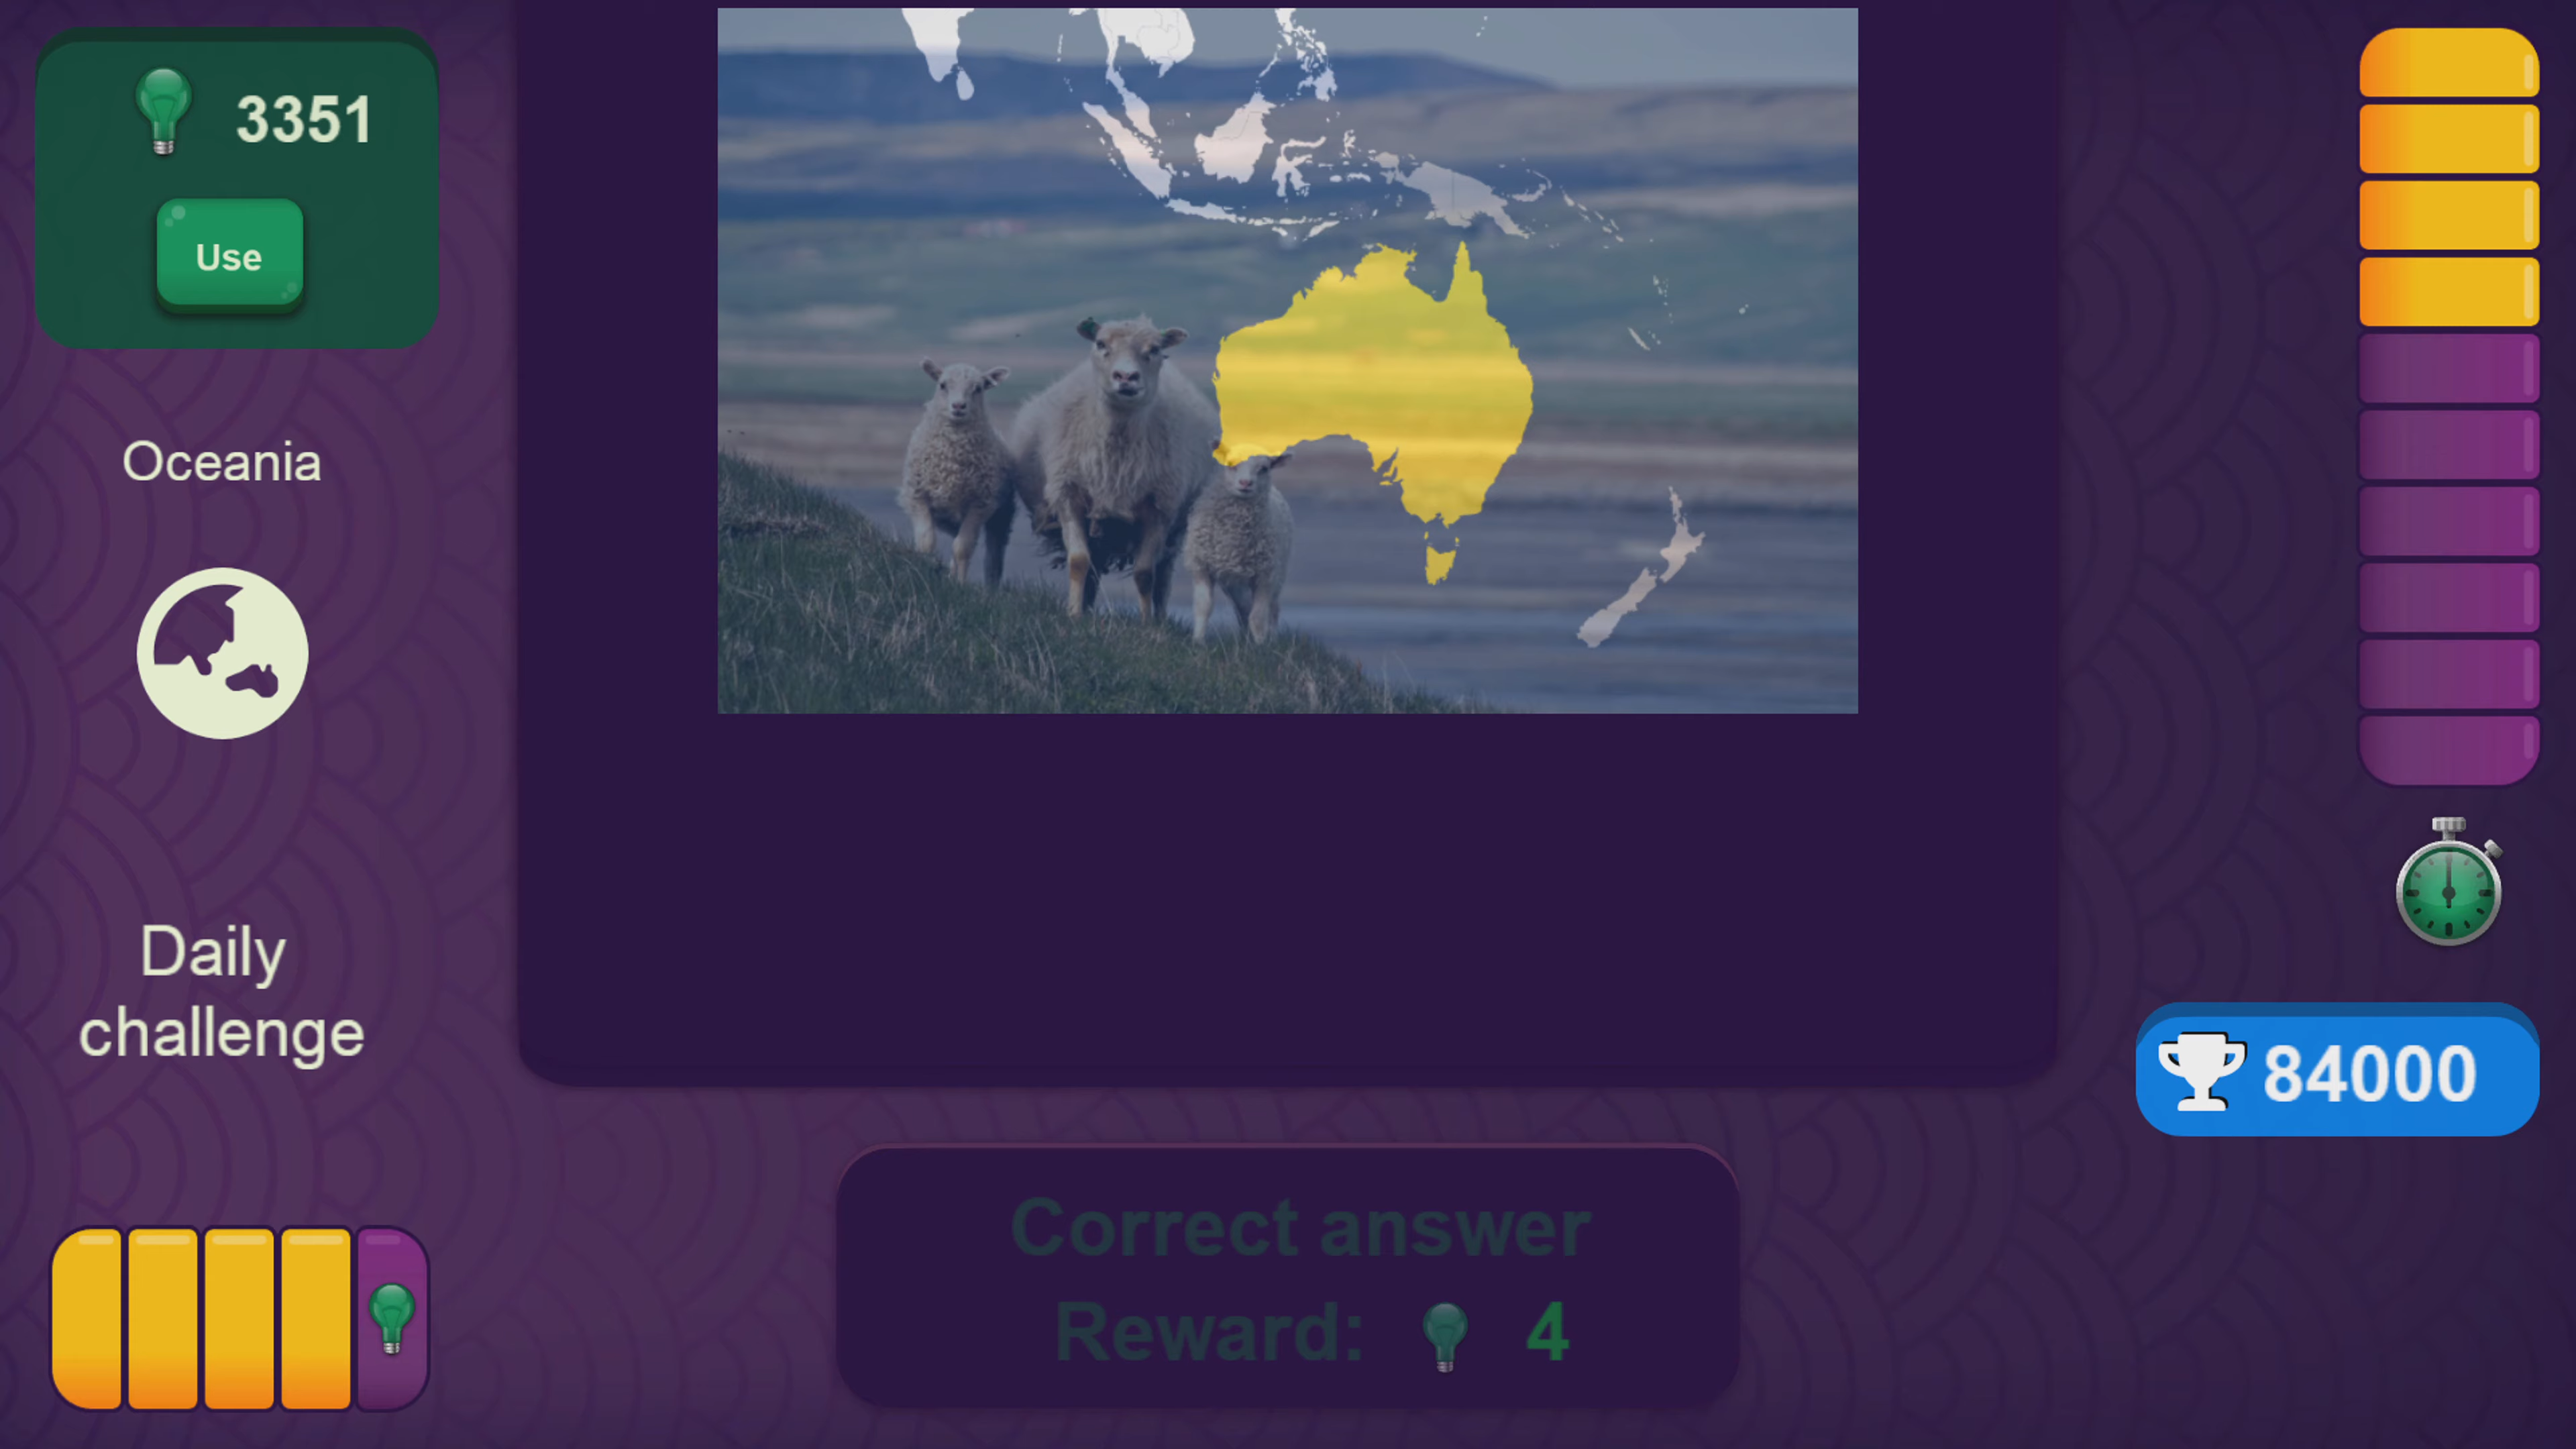 3351
Use
Oceania
Daily
challenge
84000
Correct answer
Reward: 4